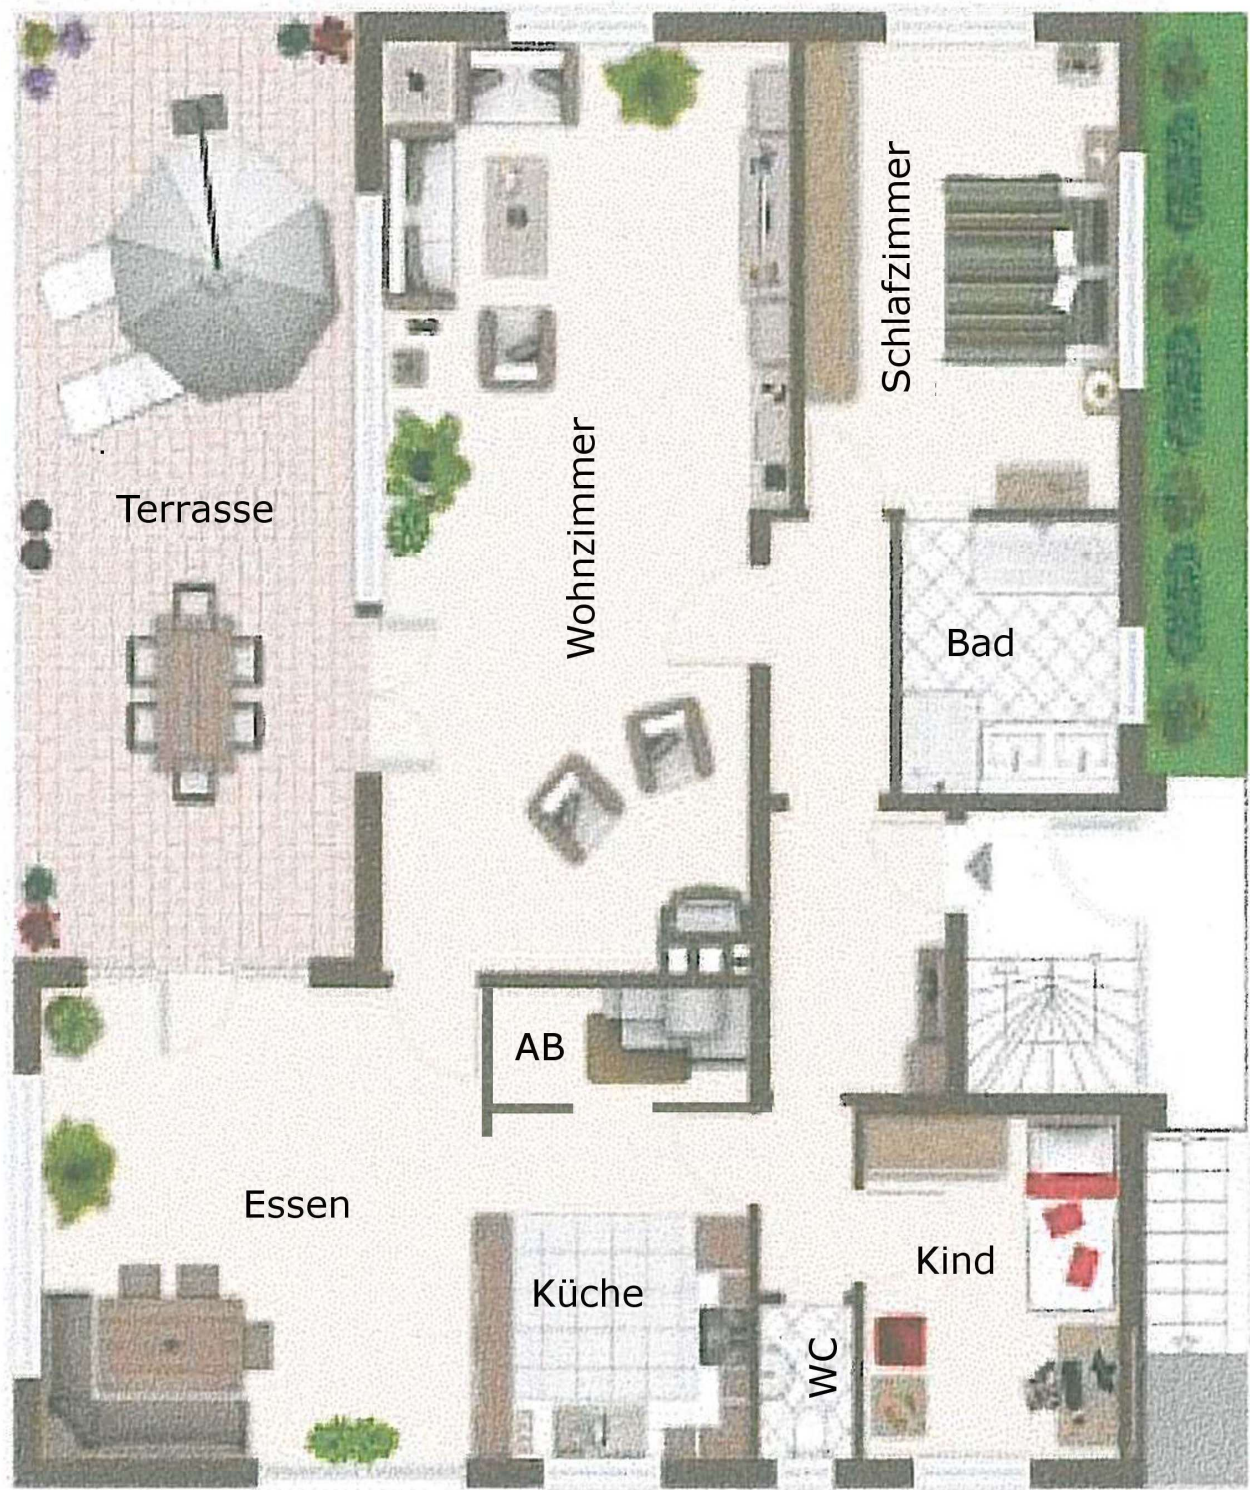 Schlafzimmer
Terrasse
Wohnzimmer
Bad
AB
Essen
Küche
Kind
WC